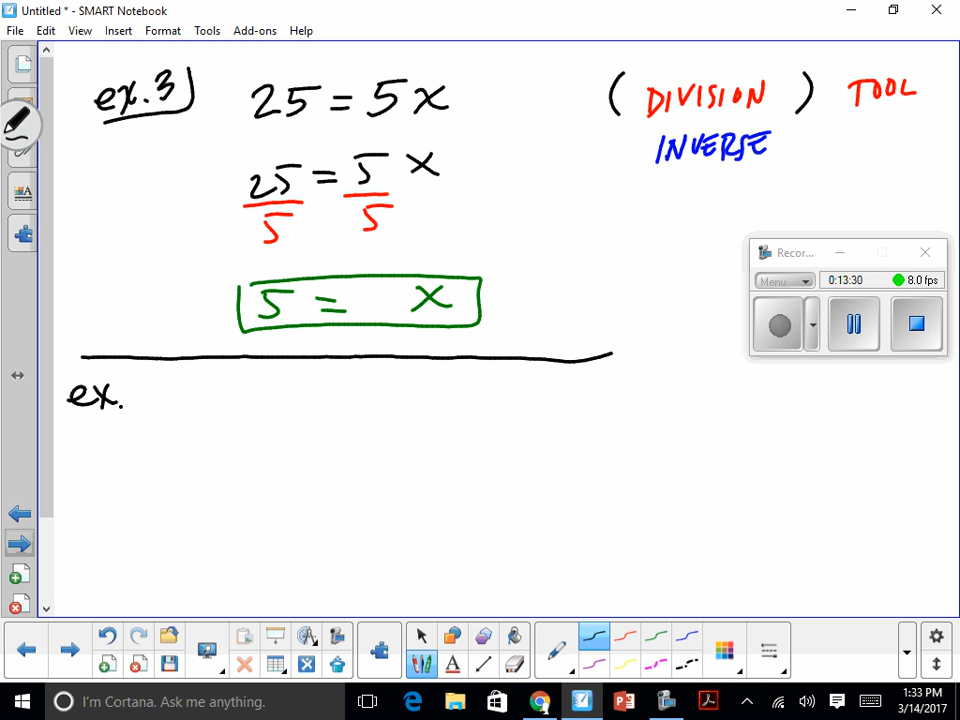 Untitled * - SMART Notebook
File Edit View Insert Format Tools Add-ons Help
ex.3) 25 = 5x ( DIVISION ) TOOL
INVERSE
25 = 5 x
5 5
5 = x
Recor...
Menu 0:13:30 8.0 fps
ex.
A
I'm Cortana. Ask me anything.
1:33 PM
3/14/2017